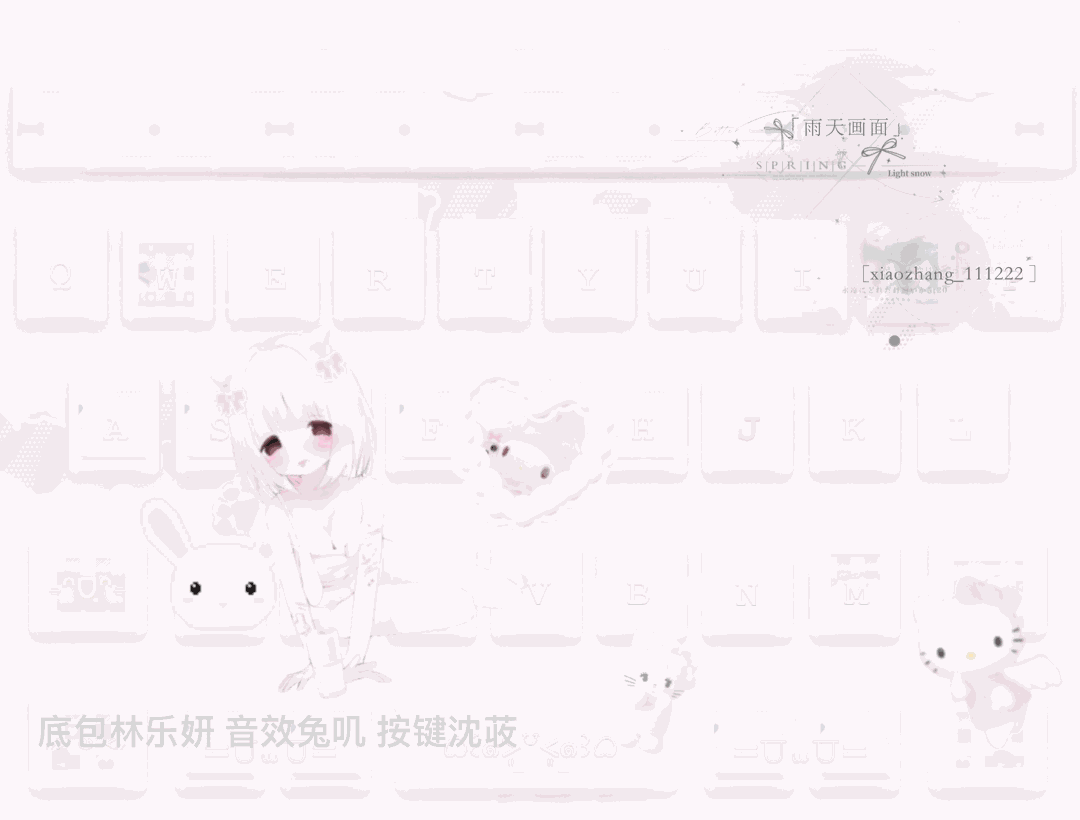 「雨天画面」
S|P|R|I|N|G
Light snow
Q W E R T Y U I
[xiaozhang_111222]
A S F H J K L
V B N M
底包林乐妍 音效兔叽 按键沈莰